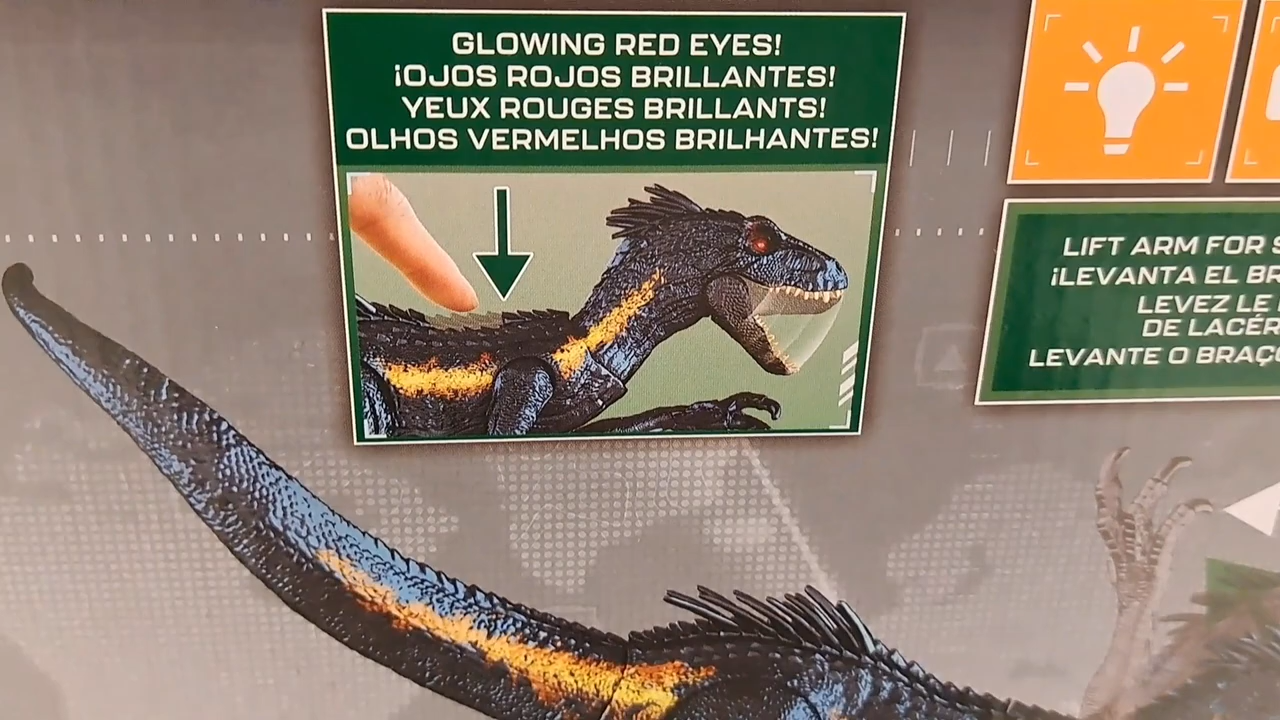 GLOWING RED EYES!
¡OJOS ROJOS BRILLANTES!
YEUX ROUGES BRILLANTS!
OLHOS VERMELHOS BRILHANTES!
LIFT ARM FOR
¡LEVANTA EL
LEVEZ LE
DE
LEVANTE O